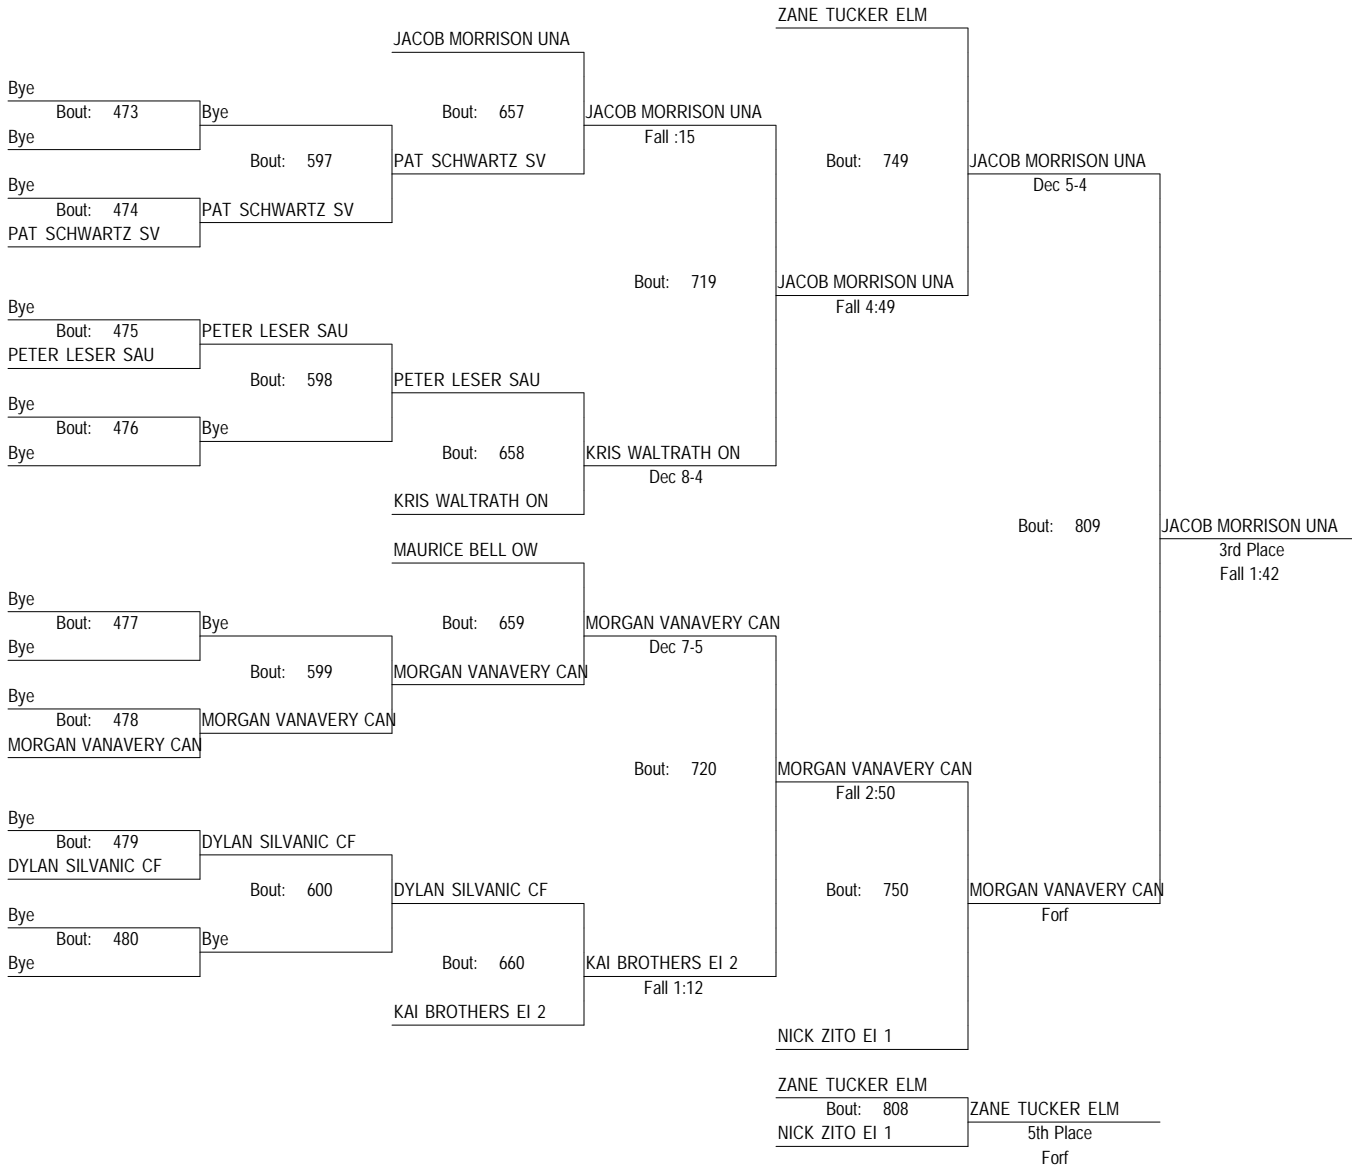 ZANE TUCKER ELM
JACOB MORRISON UNA
Bye
Bout: 473
Bye
Bout: 657
JACOB MORRISON UNA
Bye
Fall :15
Bout: 597
PAT SCHWARTZ SV
Bout: 749
JACOB MORRISON UNA
Bye
Dec 5-4
Bout: 474
PAT SCHWARTZ SV
PAT SCHWARTZ SV
Bout: 719
JACOB MORRISON UNA
Bye
Fall 4:49
Bout: 475
PETER LESER SAU
PETER LESER SAU
Bout: 598
PETER LESER SAU
Bye
Bout: 476
Bye
Bye
Bout: 658
KRIS WALTRATH ON
Dec 8-4
KRIS WALTRATH ON
Bout: 809
JACOB MORRISON UNA
MAURICE BELL OW
3rd Place
Fall 1:42
Bye
Bout: 477
Bye
Bout: 659
MORGAN VANAVERY CAN
Bye
Dec 7-5
Bout: 599
MORGAN VANAVERY CAN
Bye
Bout: 478
MORGAN VANAVERY CAN
MORGAN VANAVERY CAN
Bout: 720
MORGAN VANAVERY CAN
Fall 2:50
Bye
Bout: 479
DYLAN SILVANIC CF
DYLAN SILVANIC CF
Bout: 600
DYLAN SILVANIC CF
Bout: 750
MORGAN VANAVERY CAN
Bye
Forf
Bout: 480
Bye
Bye
Bout: 660
KAI BROTHERS EI 2
Fall 1:12
KAI BROTHERS EI 2
NICK ZITO EI 1
ZANE TUCKER ELM
Bout: 808
ZANE TUCKER ELM
NICK ZITO EI 1
5th Place
Forf